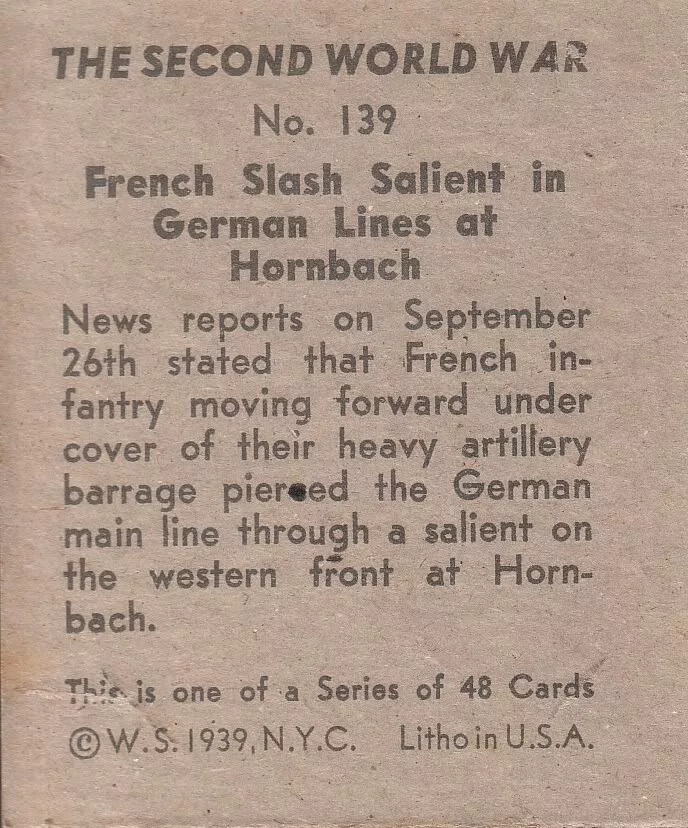 THE SECOND WORLD WAR
No. 139
French Slash Salient in
German Lines at
Hornbach
News reports on September
26th stated that French in-
fantry moving forward under
cover of their heavy artillery
barrage pierced the German
main line through a salient on
the western front at Horn-
bach.
This is one of a Series of 48 Cards
© W.S. 1939, N.Y.C. Litho in U.S.A.